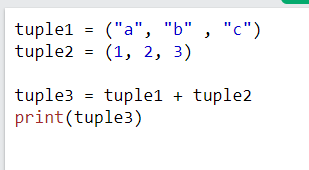 tuple1 = ("a", "b" , "c")
tuple2 = (1, 2, 3)
tuple3 = tuple1 + tuple2
print(tuple3)